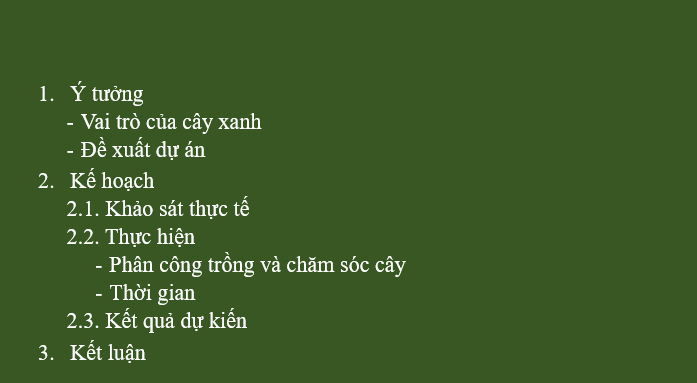 1. Ý tưởng
- Vai trò của cây xanh
- Đề xuất dự án
2. Kế hoạch
2.1. Khảo sát thực tế
2.2. Thực hiện
- Phân công trồng và chăm sóc cây
- Thời gian
2.3. Kết quả dự kiến
3. Kết luận